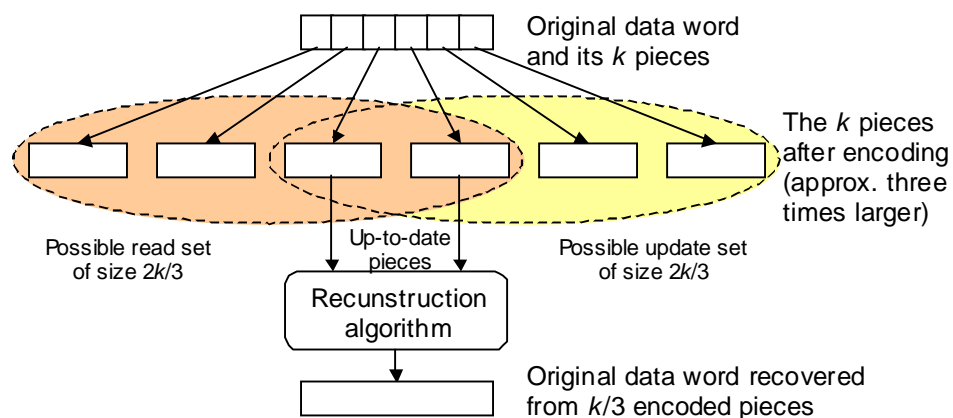 Original data word
and its k pieces
The k pieces
after encoding
(approx. three
times larger)
Possible read set
of size 2k/3
Up-to-date
pieces
Possible update set
of size 2k/3
Recunstruction
algorithm
Original data word recovered
from k/3 encoded pieces